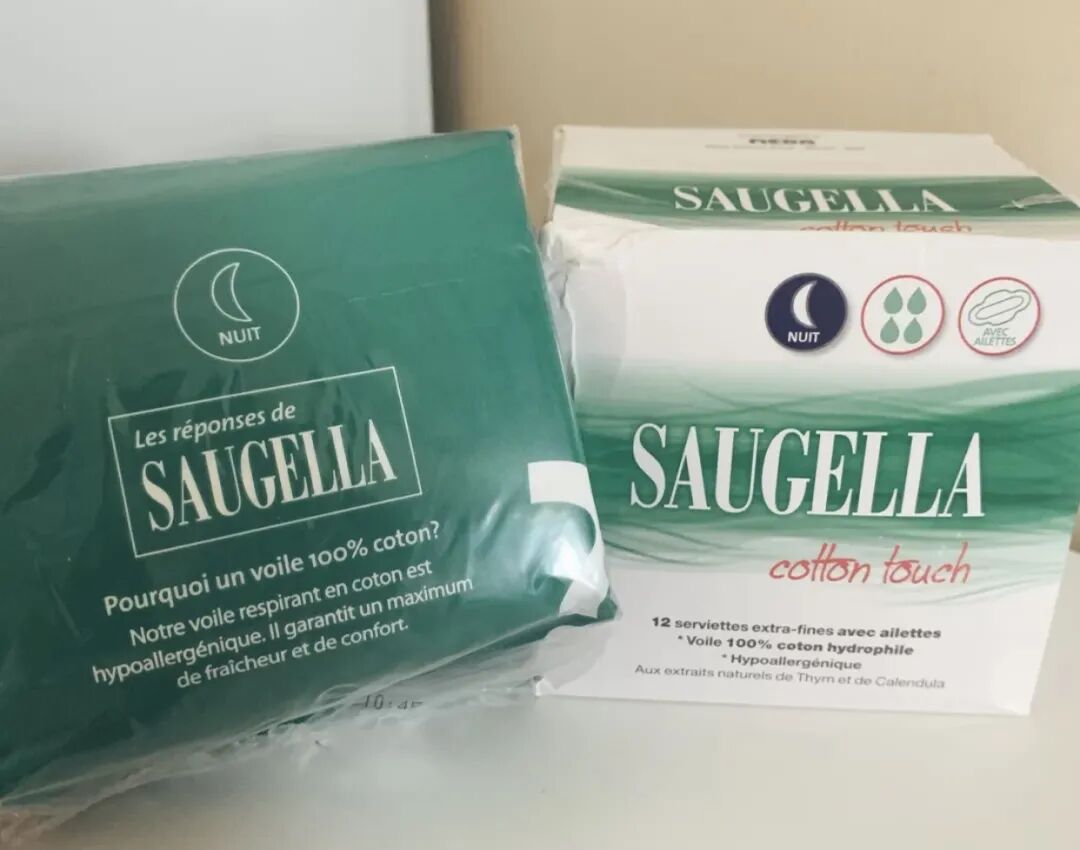 NUIT
Les réponses de
SAUGELLA
Pourquoi un voile 100% coton?
Notre voile respirant en coton est
hypoallergénique. Il garantit un maximum
de fraîcheur et de confort.
SAUGELLA
cotton touch
NUIT
AVEC
AILETTES
SAUGELLA
cotton touch
12 serviettes extra-fines avec ailettes
* Voile 100% coton hydrophile
* Hypoallergénique
Aux extraits naturels de Thym et de Calendula